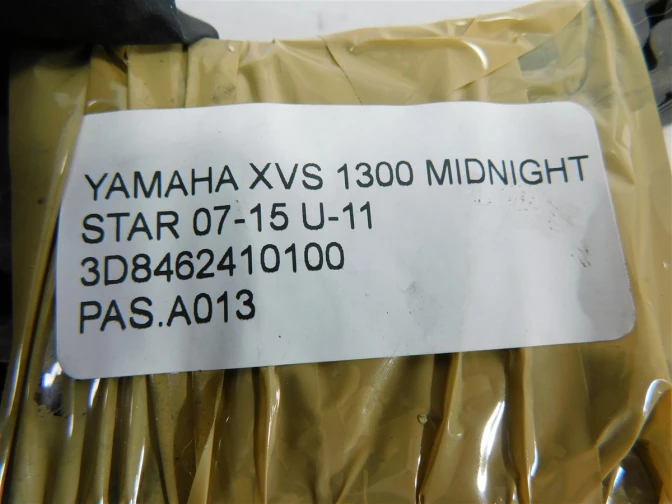 YAMAHA XVS 1300 MIDNIGHT
STAR 07-15 U-11
3D8462410100
PAS.A013